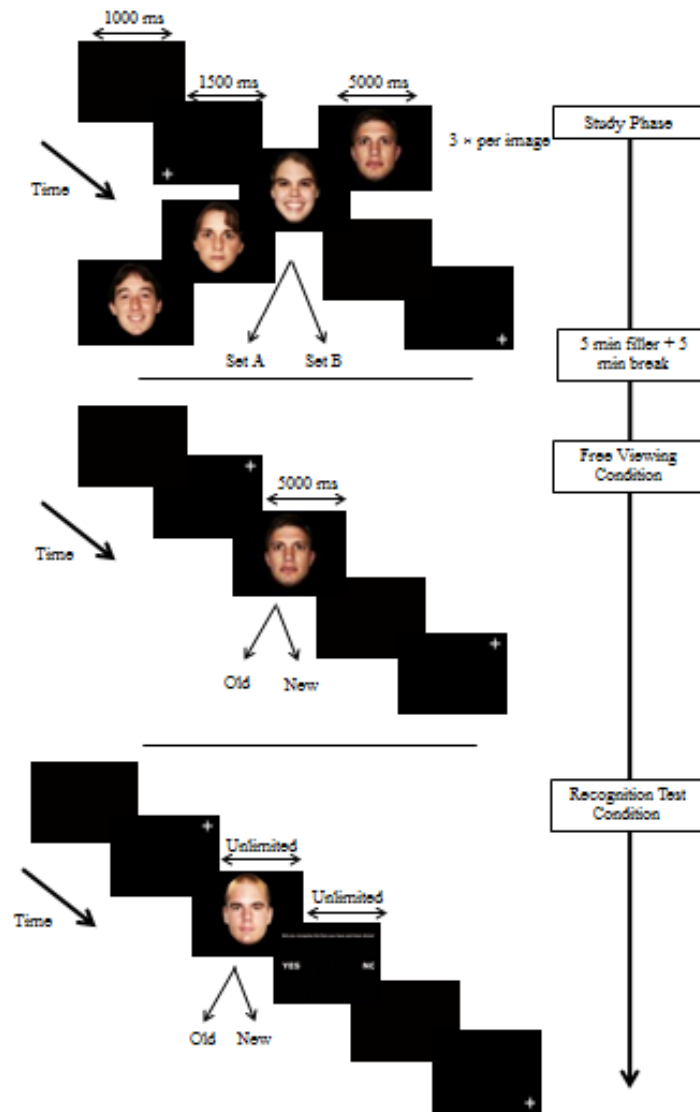 1000 ms
1500 ms
5000 ms
3 × per image
Study Phase
Time
Set A
Set B
5 min filler + 5
min break
Free Viewing
Condition
5000 ms
Time
Old
New
Recognition Test
Condition
Unlimited
Unlimited
Time
YES
NO
Old
New